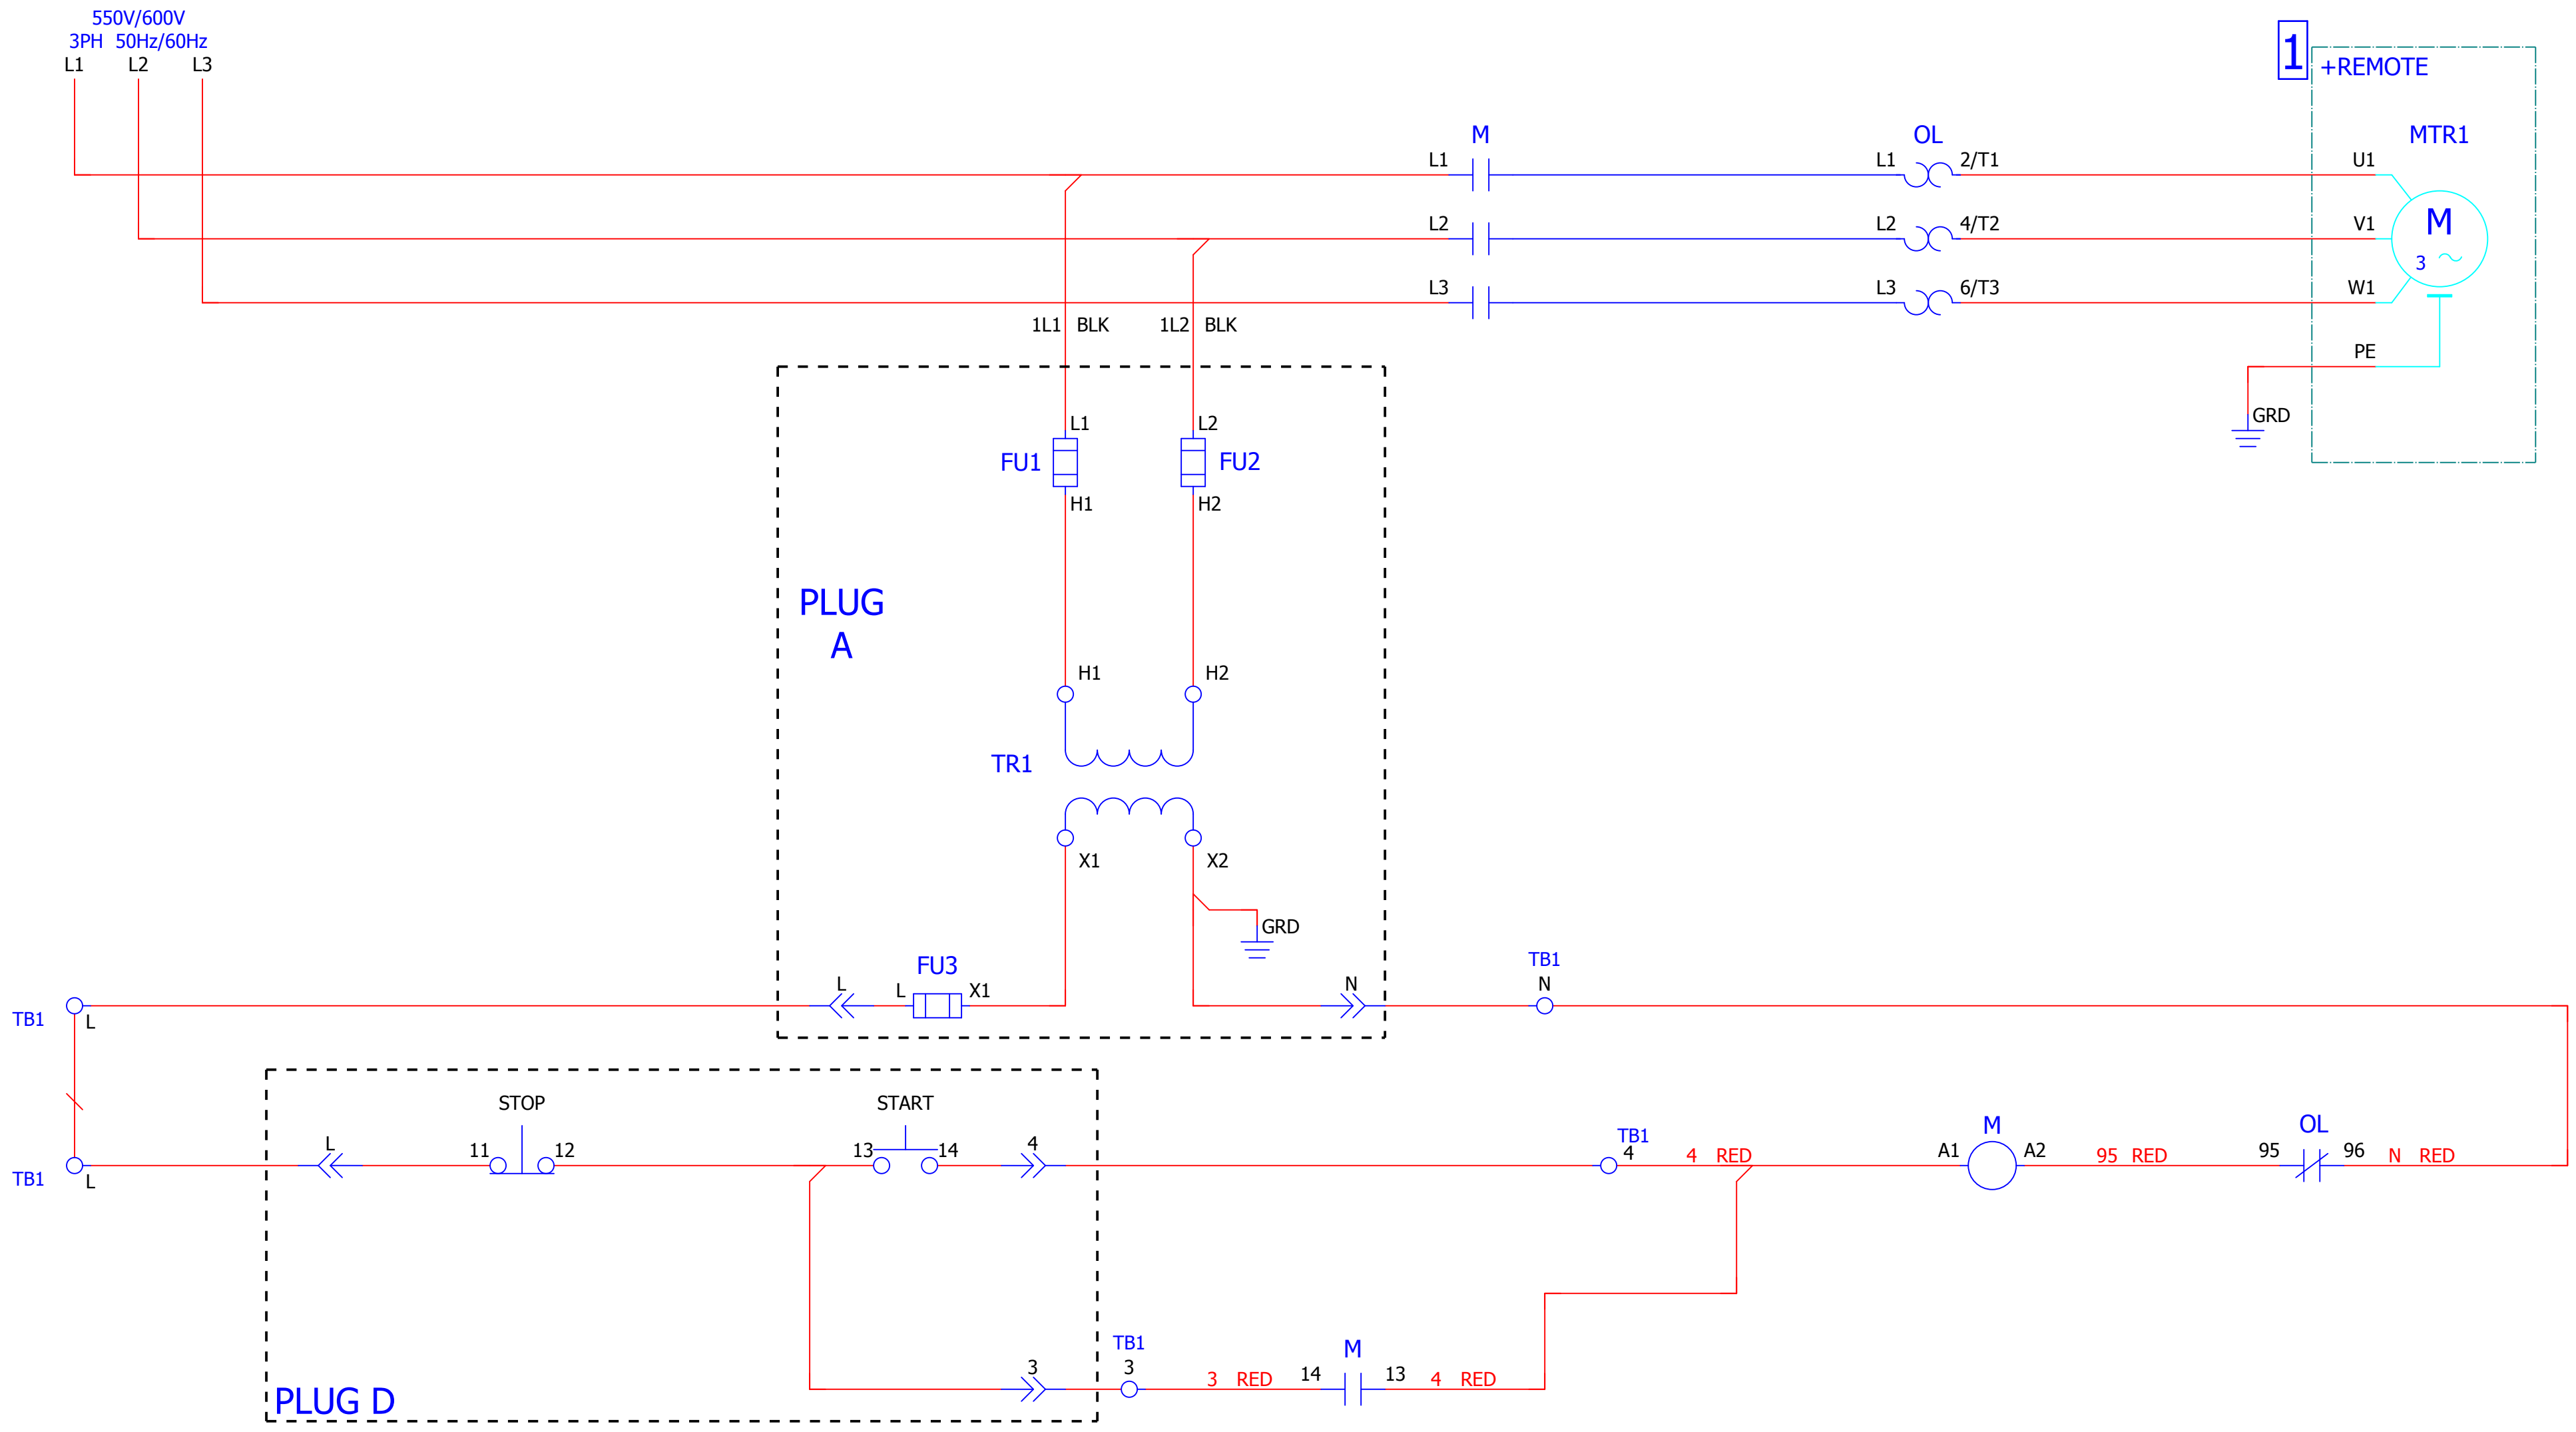 550V/600V
3PH 50Hz/60Hz
L1 L2 L3
1
+REMOTE
M OL MTR1
L1 L1 2/T1 U1
L2 L2 4/T2 V1
M
3
L3 L3 6/T3 W1
1L1 BLK 1L2 BLK
PE
GRD
L1 L2
FU1 FU2
H1 H2
PLUG
A
H1 H2
TR1
X1 X2
GRD
FU3
L L X1 N
TB1
N
TB1 L
STOP START
L 11 12 13 14 4
TB1
4
4 RED
M
A1 A2
95 RED
OL
95 96
N RED
TB1 L
TB1
3 3
3 RED
M
14 13
4 RED
PLUG D